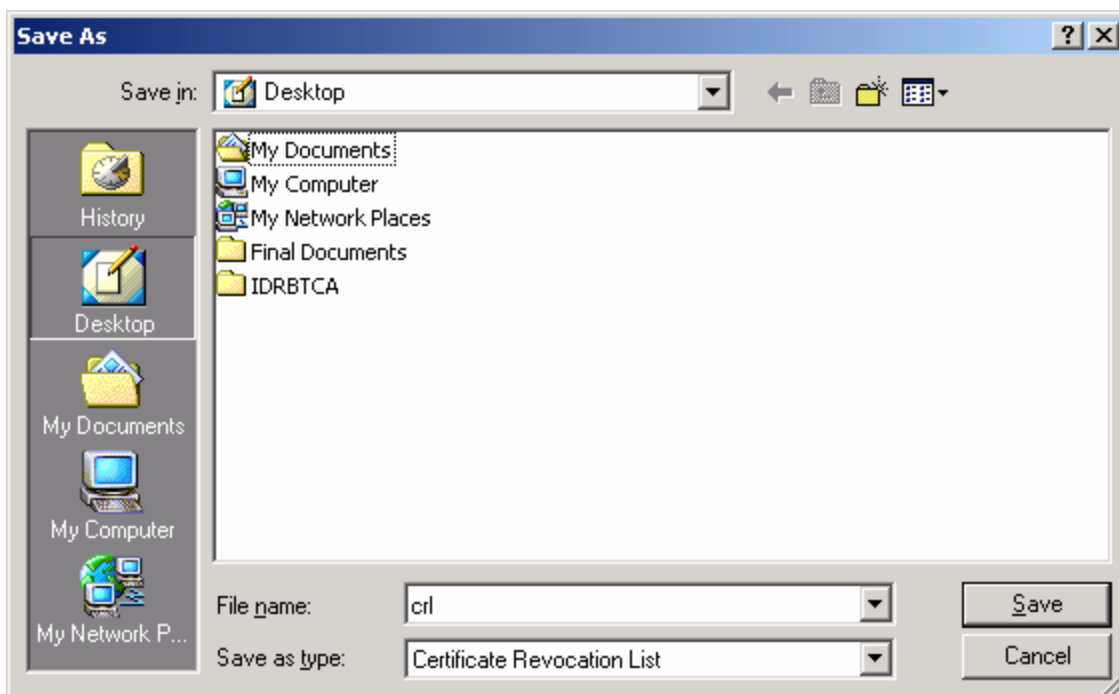 Save As
Save in:
Desktop
History
Desktop
My Documents
My Computer
My Network P...
My Documents
My Computer
My Network Places
Final Documents
IDRBTCA
File name:
crl
Save
Save as type:
Certificate Revocation List
Cancel